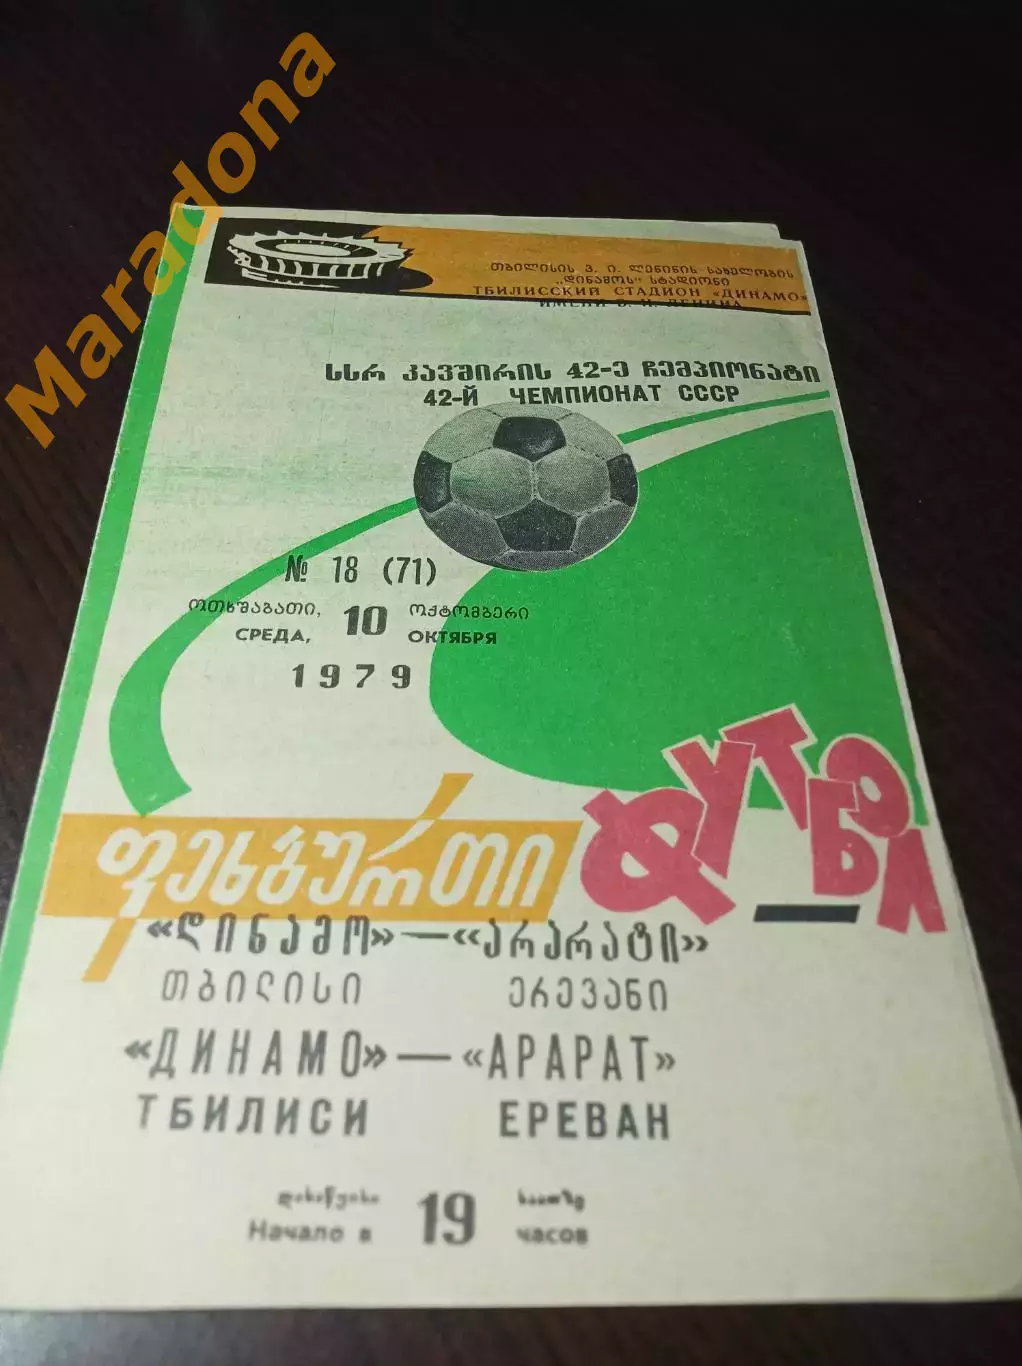 Maradona
თბილისის ვ. ი. ლენინის სახელობის
„დინამოს" სტადიონი
ТБИЛИССКИЙ СТАДИОН «ДИНАМО»
ИМЕНИ В. И. ЛЕНИНА
სსრ კავშირის 42-ე ჩემპიონატი
42-Й ЧЕМПИОНАТ СССР
№ 18 (71)
ოთხშაბათი, 10 ოქტომბერი
СРЕДА, ОКТЯБРЯ
1979
ФУТБОЛ
ფეხბურთი
«დინამო» — «არარატი»
თბილისი ერევანი
«ДИНАМО» — «АРАРАТ»
ТБИЛИСИ ЕРЕВАН
დასაწყისი 19 საათზე
Начало в часов